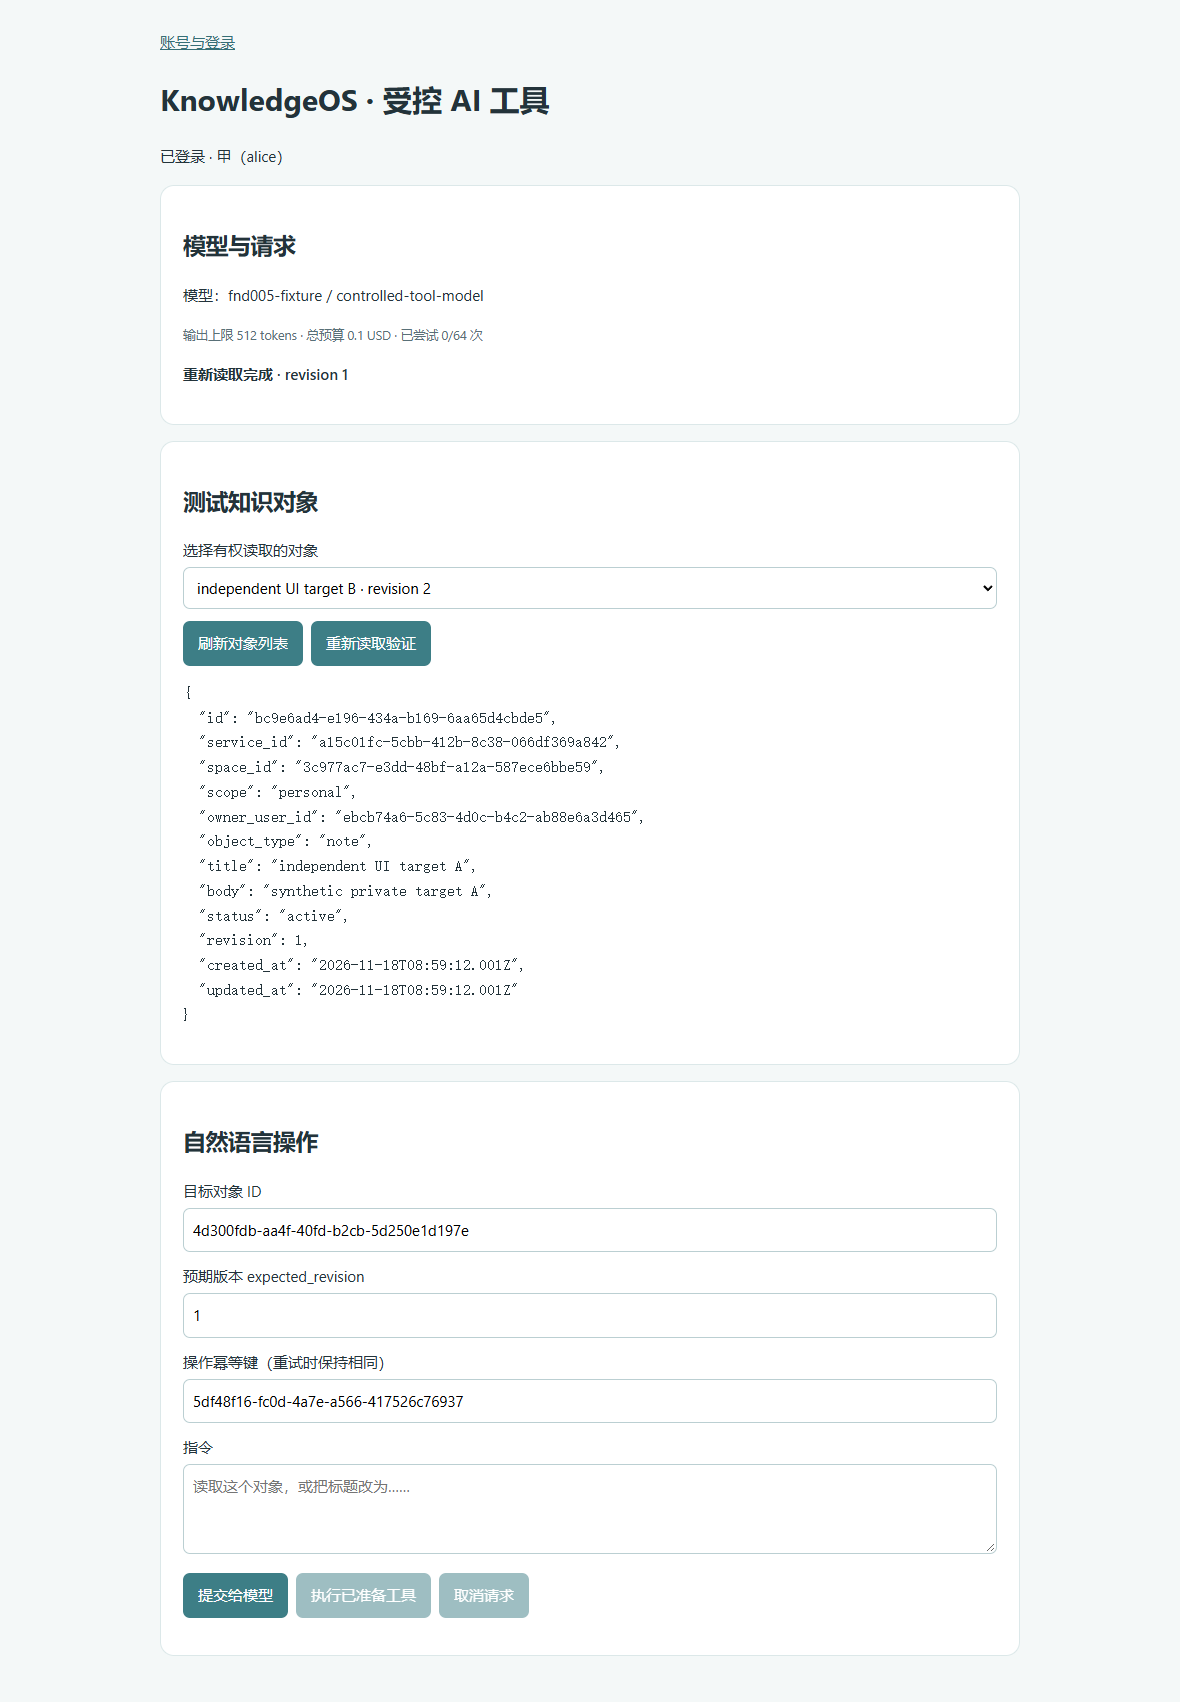 账号与登录
KnowledgeOS · 受控 AI 工具
已登录 · 甲（alice）
模型与请求
模型：fnd005-fixture / controlled-tool-model
输出上限 512 tokens · 总预算 0.1 USD · 已尝试 0/64 次
重新读取完成 · revision 1
测试知识对象
选择有权读取的对象
independent UI target B · revision 2
刷新对象列表 重新读取验证
{
  "id": "bc9e6ad4-e196-434a-b169-6aa65d4cbde5",
  "service_id": "a15c01fc-5cbb-412b-8c38-066df369a842",
  "space_id": "3c977ac7-e3dd-48bf-a12a-587ece6bbe59",
  "scope": "personal",
  "owner_user_id": "ebcb74a6-5c83-4d0c-b4c2-ab88e6a3d465",
  "object_type": "note",
  "title": "independent UI target A",
  "body": "synthetic private target A",
  "status": "active",
  "revision": 1,
  "created_at": "2026-11-18T08:59:12.001Z",
  "updated_at": "2026-11-18T08:59:12.001Z"
}
自然语言操作
目标对象 ID
4d300fdb-aa4f-40fd-b2cb-5d250e1d197e
预期版本 expected_revision
1
操作幂等键（重试时保持相同）
5df48f16-fc0d-4a7e-a566-417526c76937
指令
读取这个对象，或把标题改为……
提交给模型 执行已准备工具 取消请求